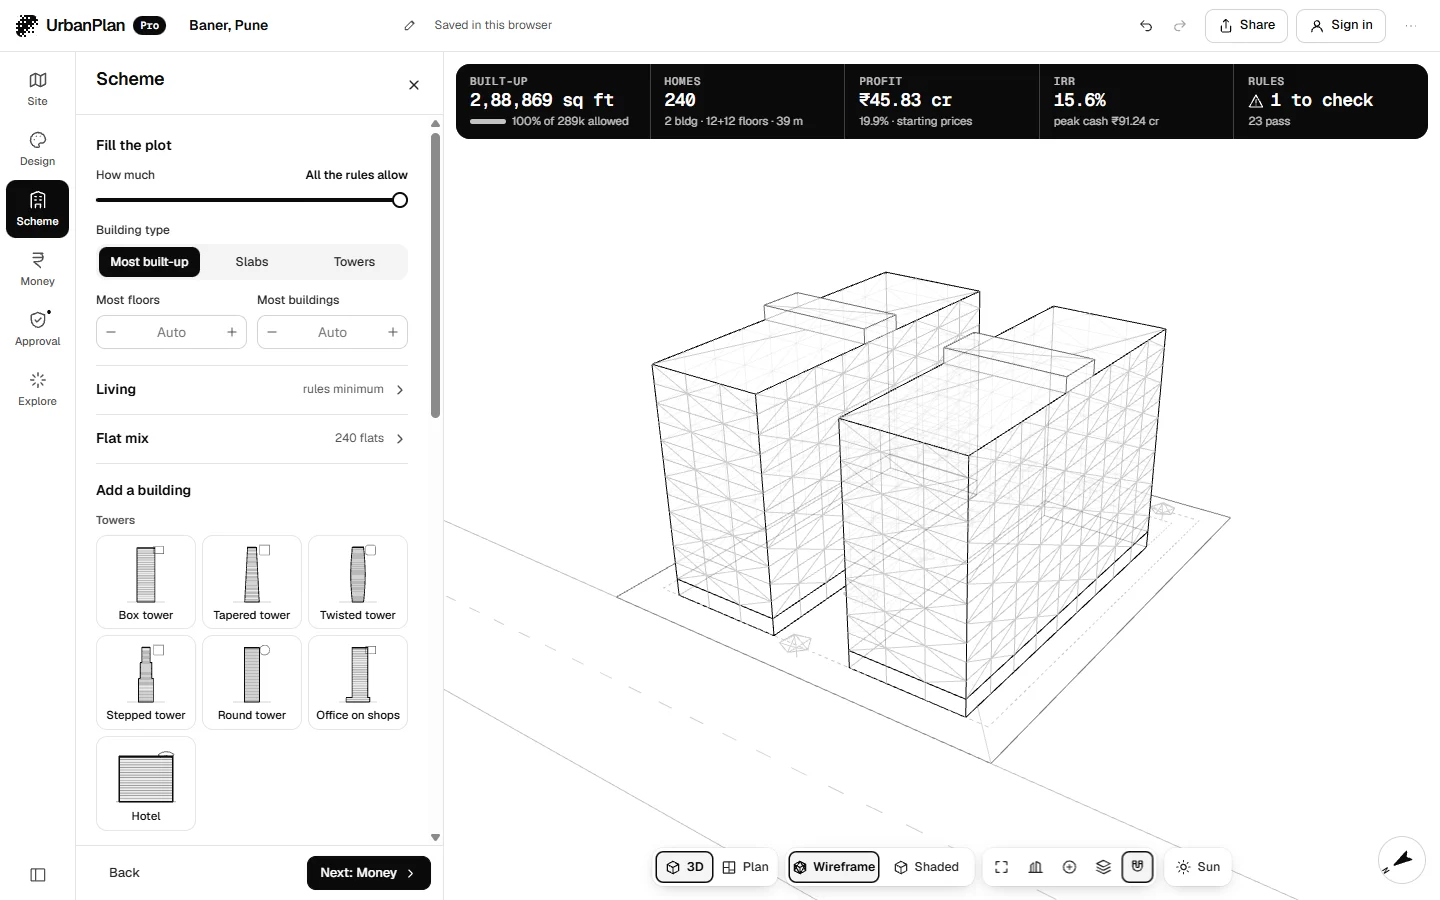 UrbanPlan Pro Baner, Pune Saved in this browser Share Sign in
Site
Design
Scheme
Money
Approval
Explore
Scheme
Fill the plot
How much All the rules allow
Building type
Most built-up Slabs Towers
Most floors Most buildings
− Auto + − Auto +
Living rules minimum
Flat mix 240 flats
Add a building
Towers
Box tower Tapered tower Twisted tower
Stepped tower Round tower Office on shops
Hotel
Back Next: Money
BUILT-UP
2,88,869 sq ft
100% of 289k allowed
HOMES
240
2 bldg · 12+12 floors · 39 m
PROFIT
₹45.83 cr
19.9% · starting prices
IRR
15.6%
peak cash ₹91.24 cr
RULES
1 to check
23 pass
3D Plan Wireframe Shaded Sun
N